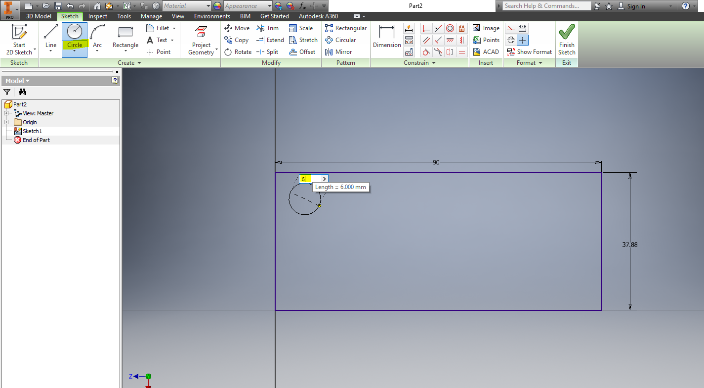 Material
Appearance
Part2
Search Help & Commands...
Sign In
PRO
3D Model
Sketch
Inspect
Tools
Manage
View
Environments
BIM
Get Started
Autodesk A360
Start
2D Sketch
Line
Circle
Arc
Rectangle
Fillet
Text
Point
Project
Geometry
Move
Copy
Rotate
Trim
Extend
Split
Scale
Stretch
Offset
Rectangular
Circular
Mirror
Dimension
Image
Points
ACAD
Show Format
Finish
Sketch
Sketch
Create
Modify
Pattern
Constrain
Insert
Format
Exit
Model
Part2
View: Master
Origin
Sketch1
End of Part
90
6
Length = 6.000 mm
37.88
Z